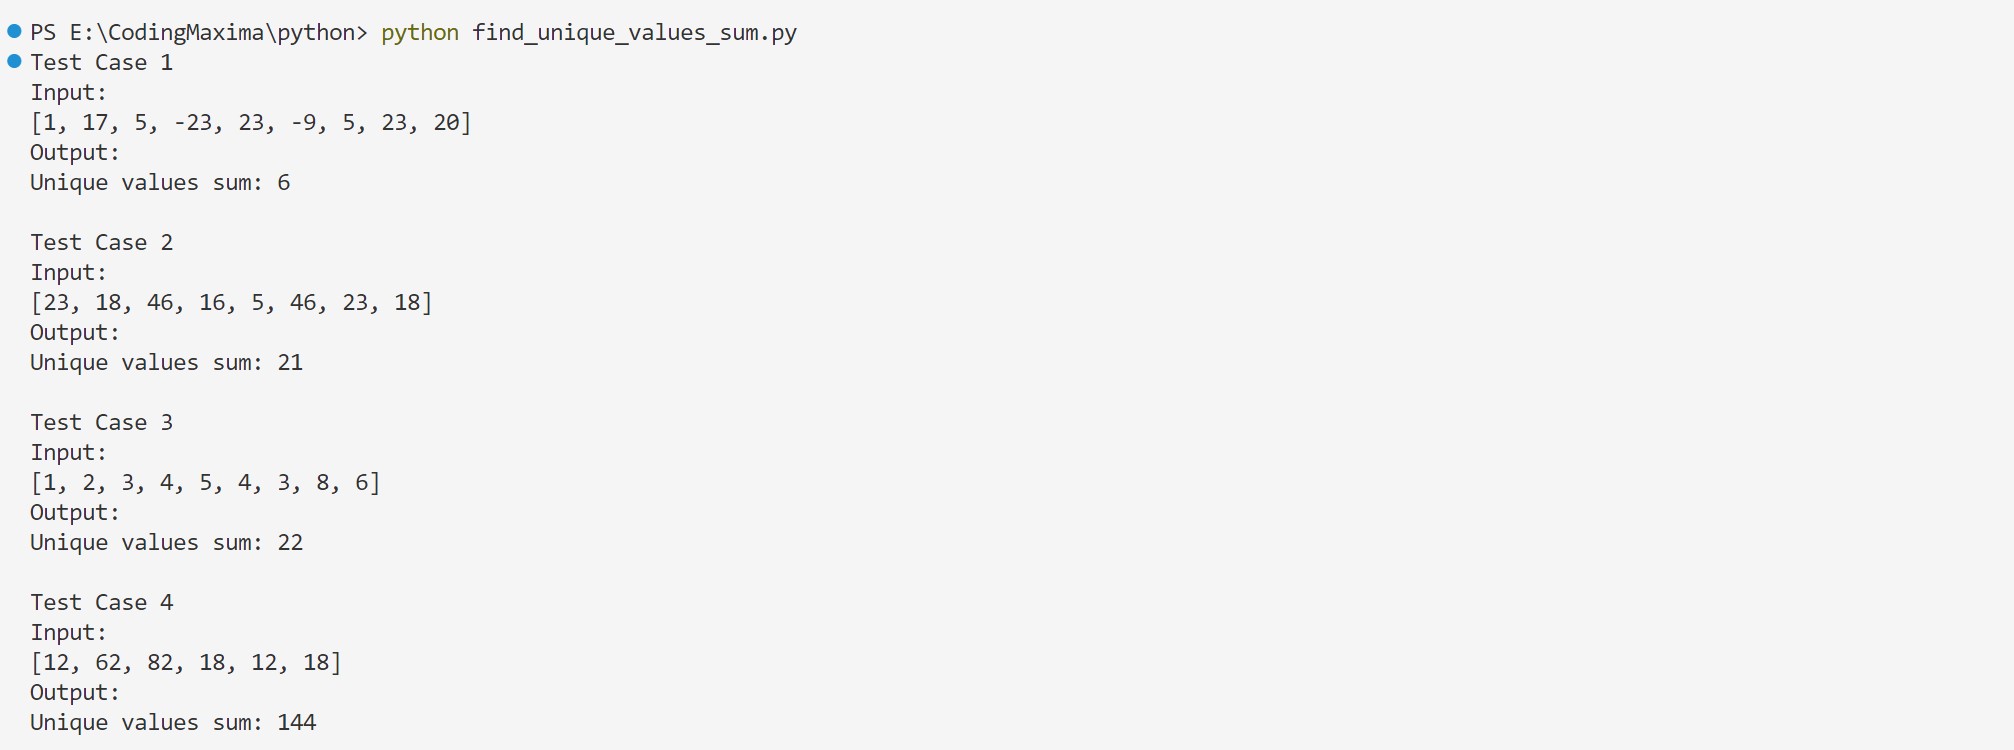 PS E:\CodingMaxima\python> python find_unique_values_sum.py
Test Case 1
Input:
[1, 17, 5, -23, 23, -9, 5, 23, 20]
Output:
Unique values sum: 6
Test Case 2
Input:
[23, 18, 46, 16, 5, 46, 23, 18]
Output:
Unique values sum: 21
Test Case 3
Input:
[1, 2, 3, 4, 5, 4, 3, 8, 6]
Output:
Unique values sum: 22
Test Case 4
Input:
[12, 62, 82, 18, 12, 18]
Output:
Unique values sum: 144